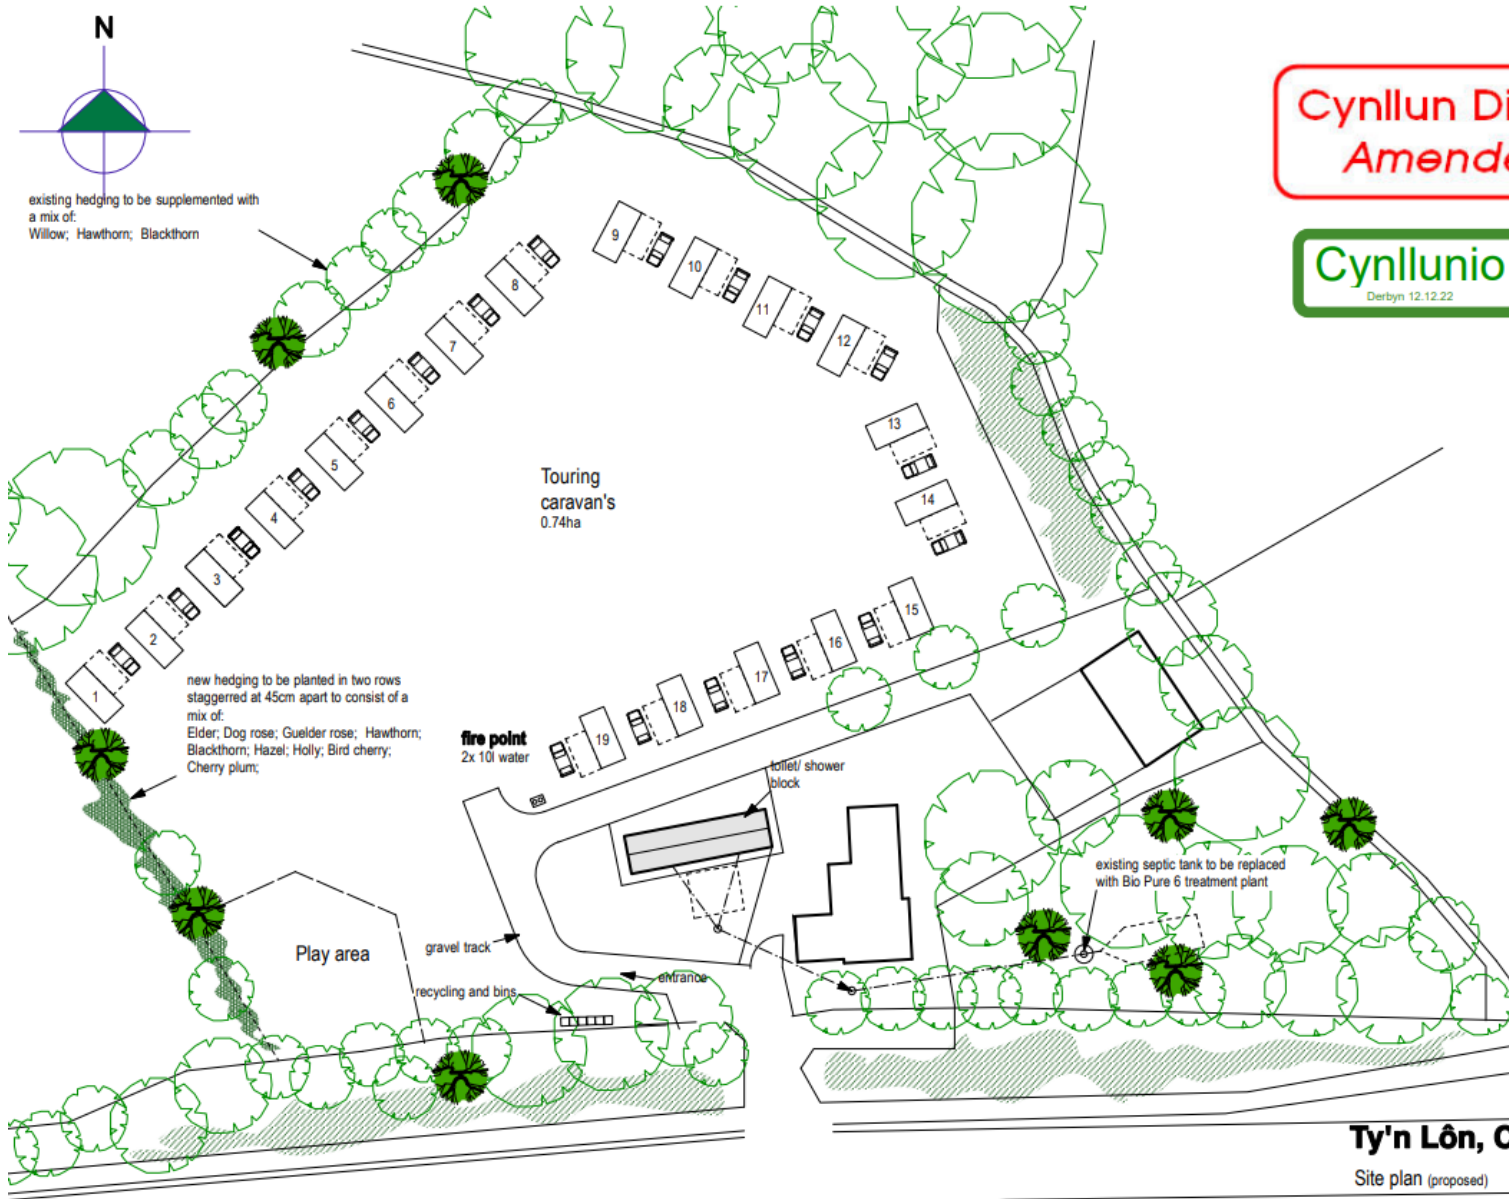 N
existing hedging to be supplemented with
a mix of:
Willow; Hawthorn; Blackthorn
Cynllun Di
Amende
Cynllunio
Derbyn 12.12.22
9
10
11
12
8
7
6
5
4
3
2
1
13
14
15
16
17
18
19
Touring
caravan's
0.74ha
new hedging to be planted in two rows
staggerred at 45cm apart to consist of a
mix of:
Elder; Dog rose; Guelder rose; Hawthorn;
Blackthorn; Hazel; Holly; Bird cherry;
Cherry plum;
fire point
2x 10l water
toilet/ shower
block
existing septic tank to be replaced
with Bio Pure 6 treatment plant
Play area
gravel track
entrance
recycling and bins
Ty'n Lôn, C
Site plan (proposed)